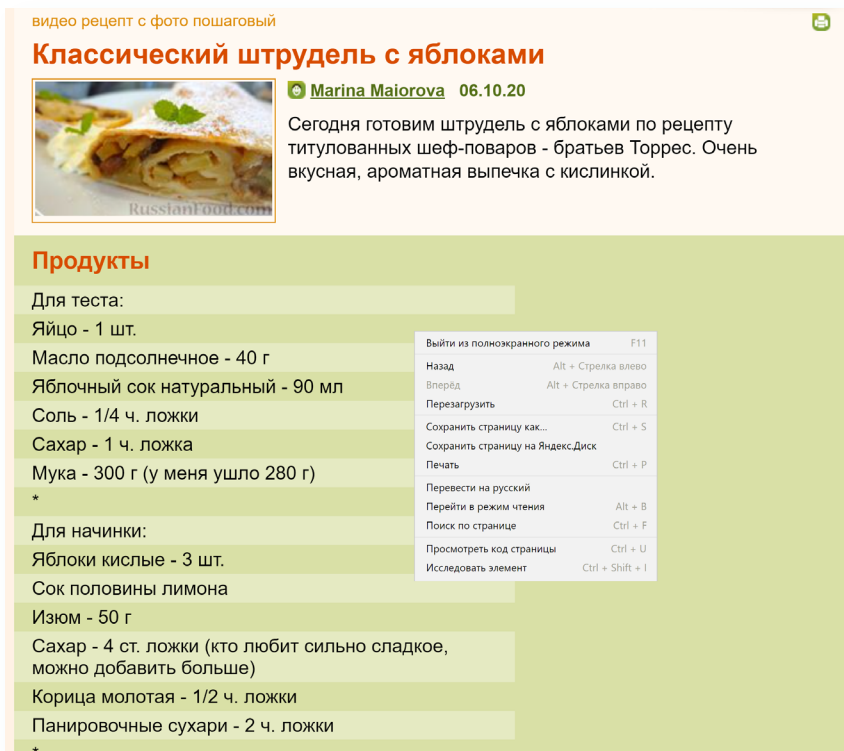 видео рецепт с фото пошаговый
Классический штрудель с яблоками
Marina Maiorova 06.10.20
Сегодня готовим штрудель с яблоками по рецепту
титулованных шеф-поваров - братьев Торрес. Очень
вкусная, ароматная выпечка с кислинкой.
RussianFood.com
Продукты
Для теста:
Яйцо - 1 шт.
Масло подсолнечное - 40 г
Яблочный сок натуральный - 90 мл
Соль - 1/4 ч. ложки
Сахар - 1 ч. ложка
Мука - 300 г (у меня ушло 280 г)
*
Для начинки:
Яблоки кислые - 3 шт.
Сок половины лимона
Изюм - 50 г
Сахар - 4 ст. ложки (кто любит сильно сладкое,
можно добавить больше)
Корица молотая - 1/2 ч. ложки
Панировочные сухари - 2 ч. ложки
*
Выйти из полноэкранного режима F11
Назад Alt + Стрелка влево
Вперёд Alt + Стрелка вправо
Перезагрузить Ctrl + R
Сохранить страницу как... Ctrl + S
Сохранить страницу на Яндекс.Диск
Печать Ctrl + P
Перевести на русский
Перейти в режим чтения Alt + B
Поиск по странице Ctrl + F
Просмотреть код страницы Ctrl + U
Исследовать элемент Ctrl + Shift + I